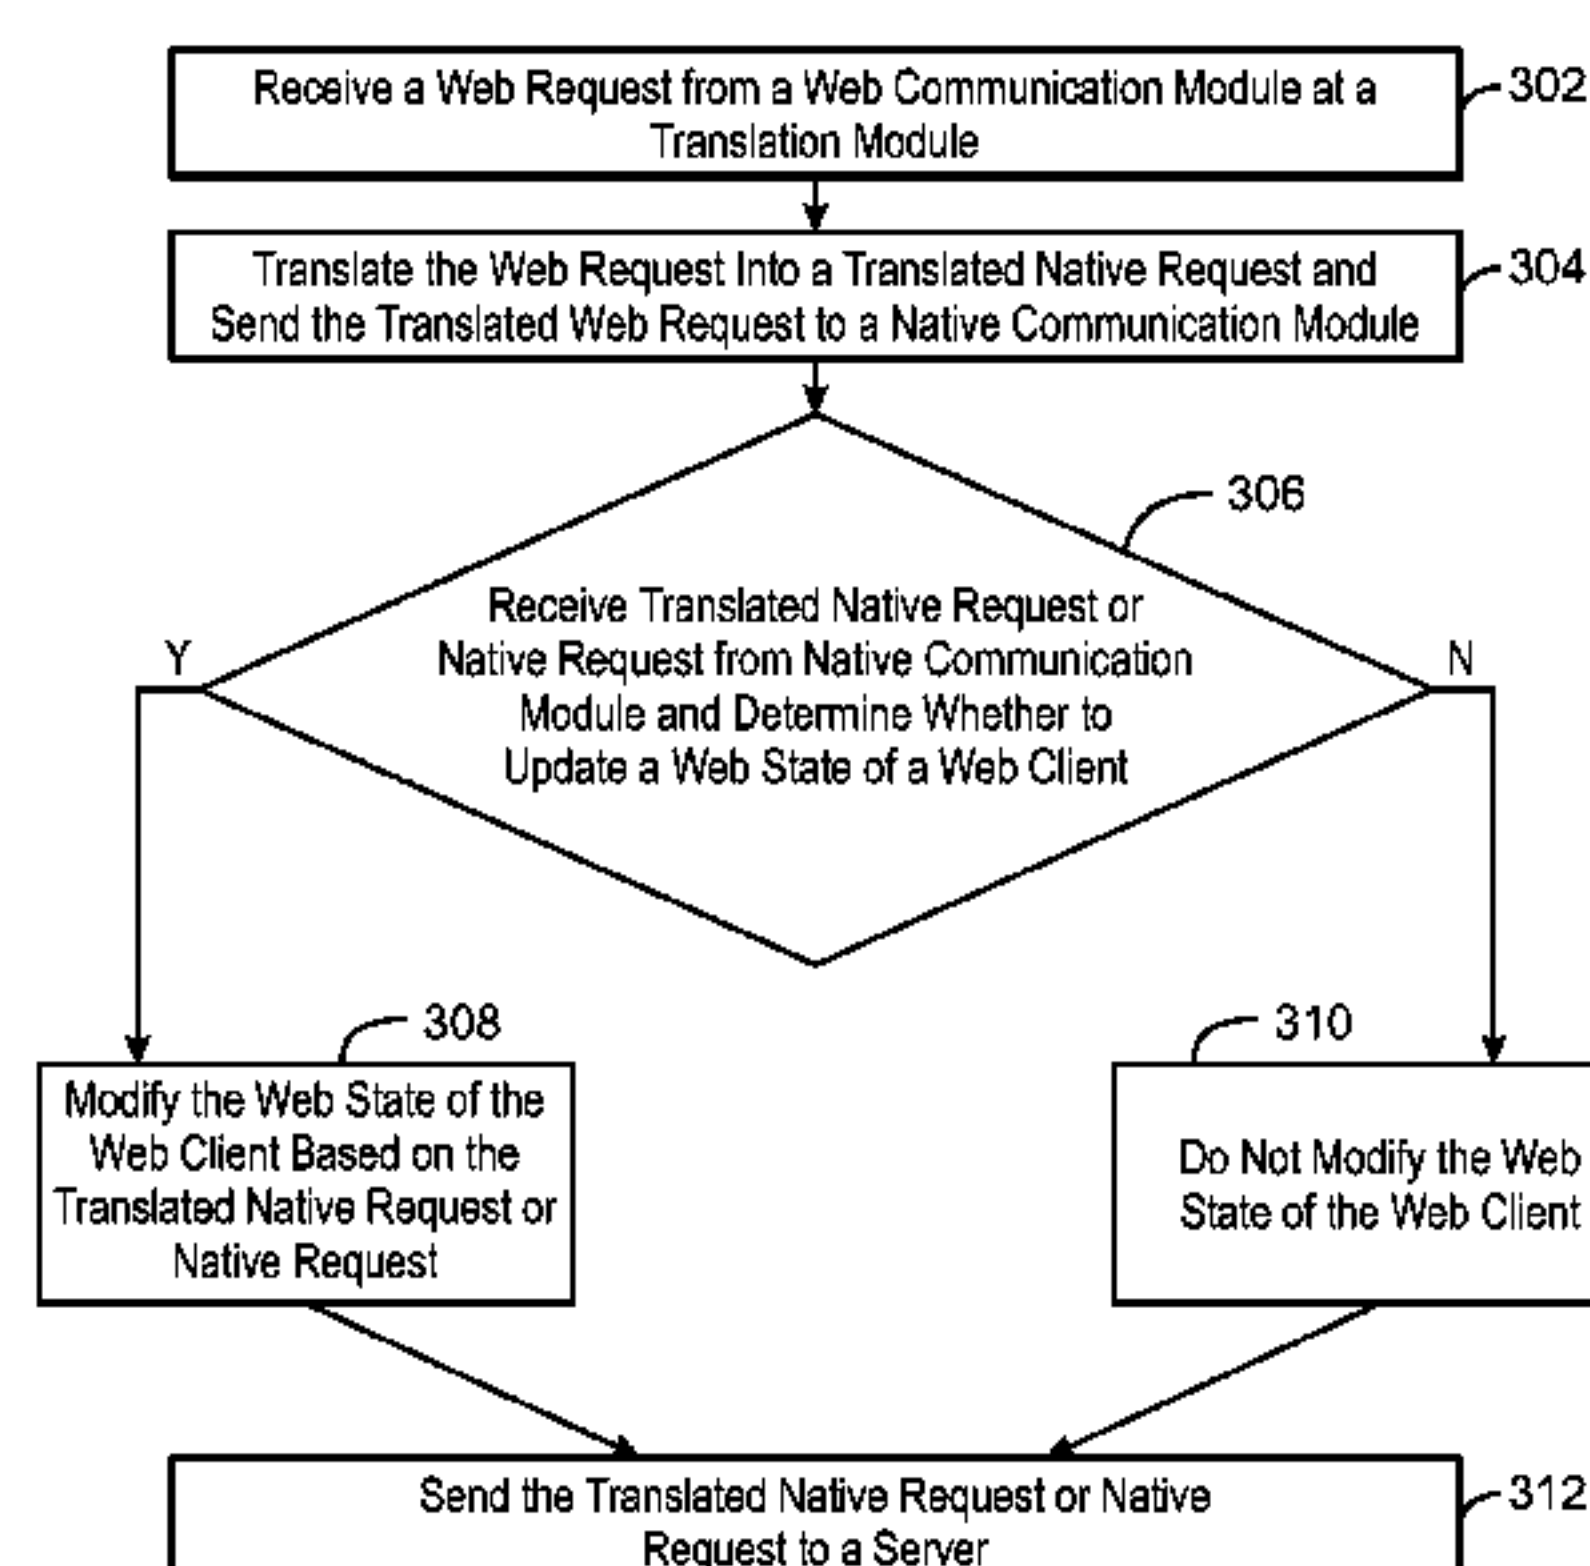 Receive a Web Request from a Web Communication Module at a
Translation Module
302
Translate the Web Request Into a Translated Native Request and
Send the Translated Web Request to a Native Communication Module
304
306
Receive Translated Native Request or
Native Request from Native Communication
Module and Determine Whether to
Update a Web State of a Web Client
Y
N
308
Modify the Web State of the
Web Client Based on the
Translated Native Request or
Native Request
310
Do Not Modify the Web
State of the Web Client
Send the Translated Native Request or Native
Request to a Server
312